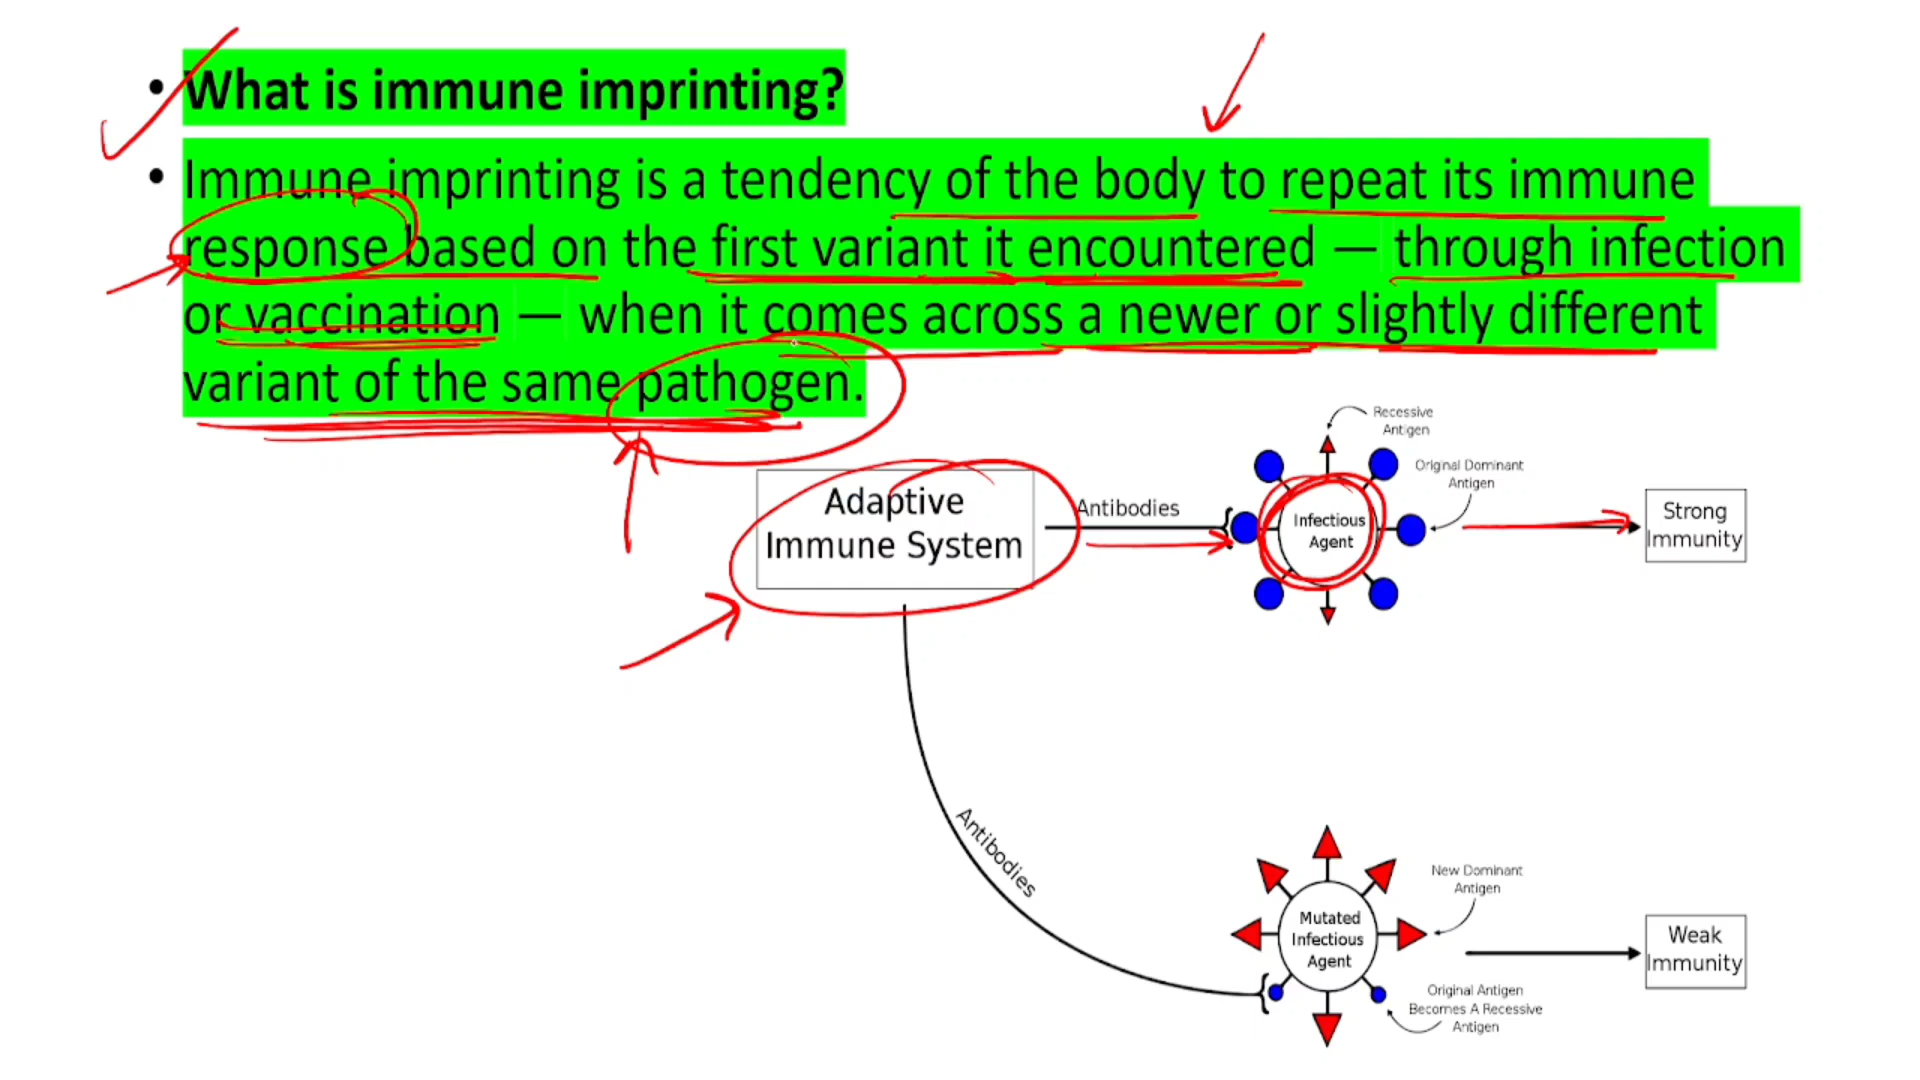 • What is immune imprinting?
• Immune imprinting is a tendency of the body to repeat its immune
response based on the first variant it encountered — through infection
or vaccination — when it comes across a newer or slightly different
variant of the same pathogen.
Recessive
Antigen
Original Dominant
Antigen
Adaptive
Immune System
Antibodies
Infectious
Agent
Strong
Immunity
Antibodies
New Dominant
Antigen
Mutated
Infectious
Agent
Weak
Immunity
Original Antigen
Becomes A Recessive
Antigen